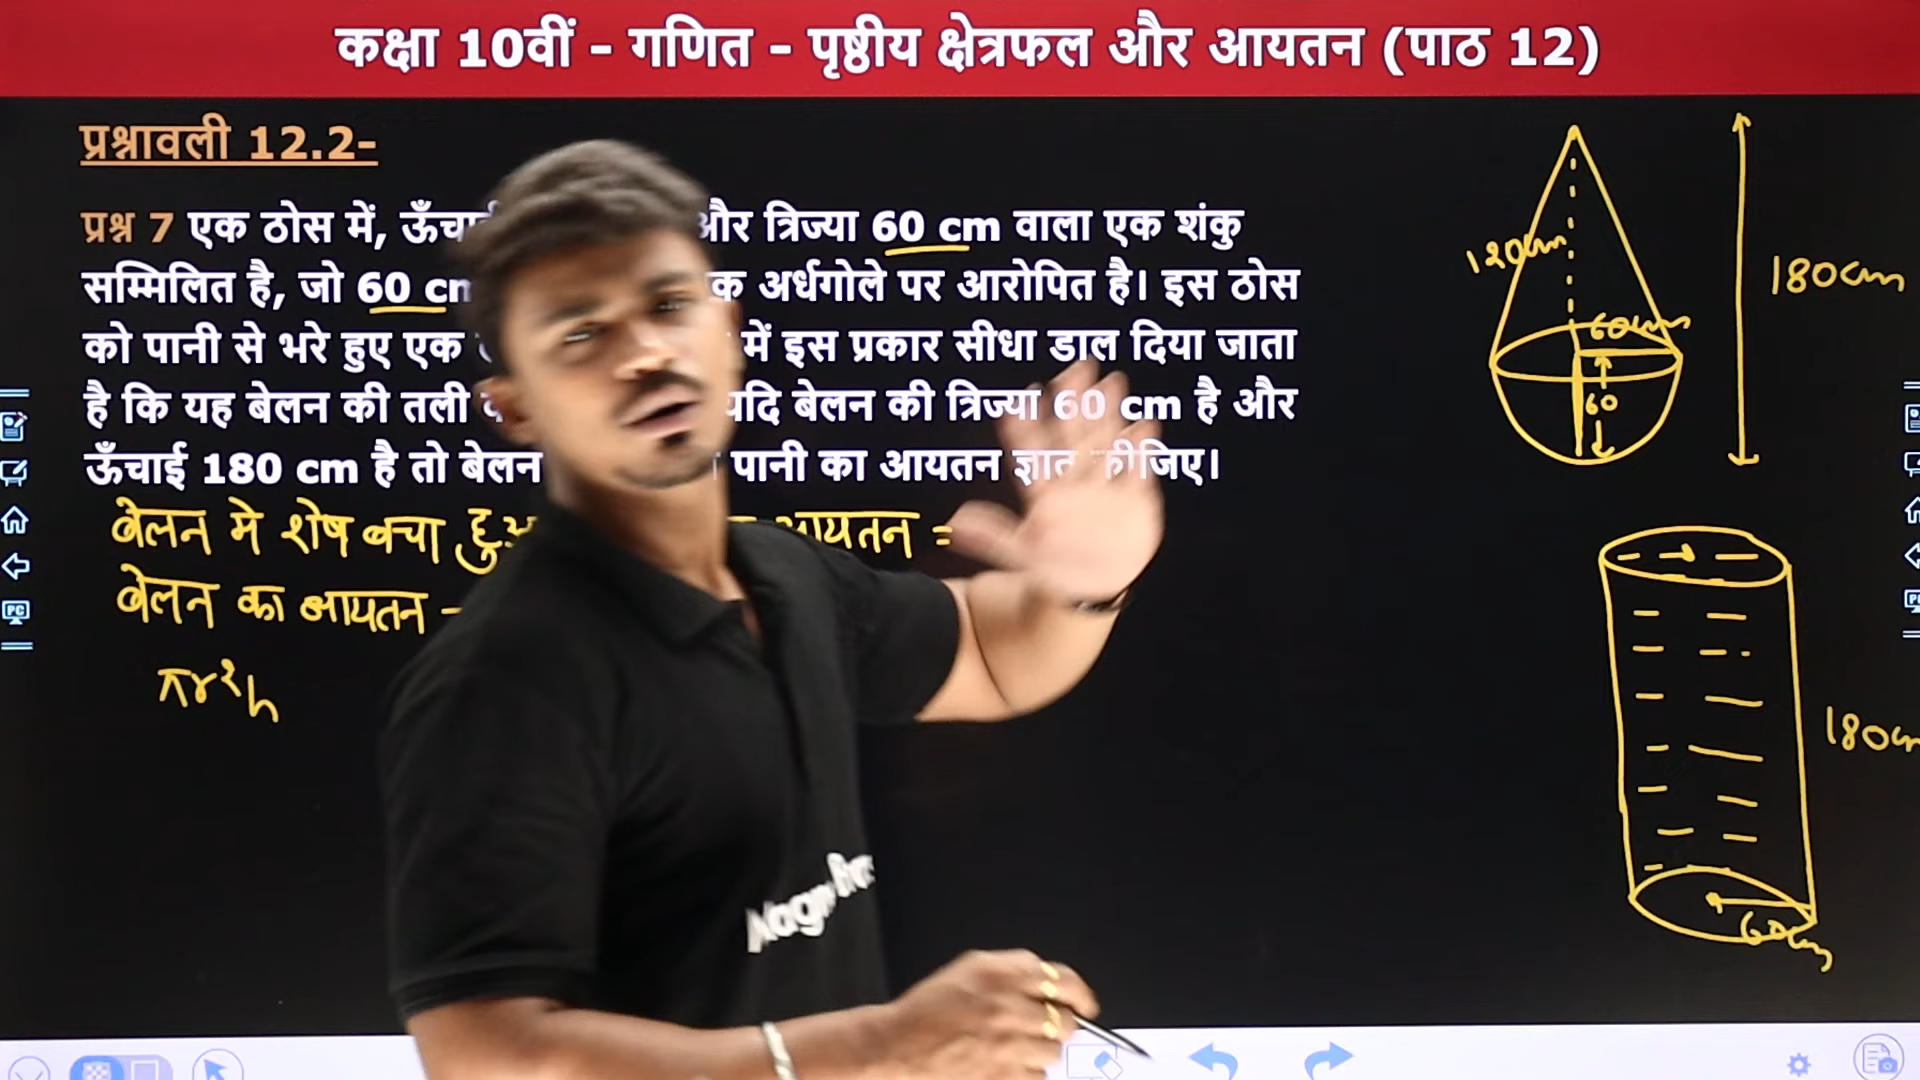 कक्षा 10वीं - गणित - पृष्ठीय क्षेत्रफल और आयतन (पाठ 12)
प्रश्नावली 12.2-
प्रश्न 7 एक ठोस में, और त्रिज्या 60 cm वाला एक शंकु
सम्मिलित है, जो 60 अर्धगोले पर आरोपित है। इस ठोस
को पानी से भरे हुए एक में इस प्रकार सीधा डाल दिया जाता
है कि यह बेलन की तली यदि बेलन की त्रिज्या 60 cm है और
ऊँचाई 180 cm है तो बेलन पानी का आयतन ज्ञात कीजिए।
बेलन मे शेष बचा आयतन =
बेलन का आयतन -
πr²h
120cm
60cm
60
180cm
180cm
60cm
PC